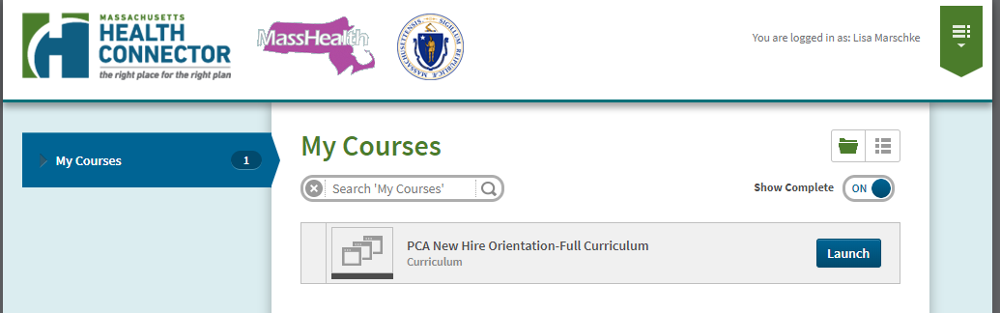 MASSACHUSETTS
HEALTH
CONNECTOR
the right place for the right plan
MassHealth
You are logged in as: Lisa Marschke
My Courses
1
My Courses
Search 'My Courses'
Show Complete
ON
PCA New Hire Orientation-Full Curriculum
Curriculum
Launch